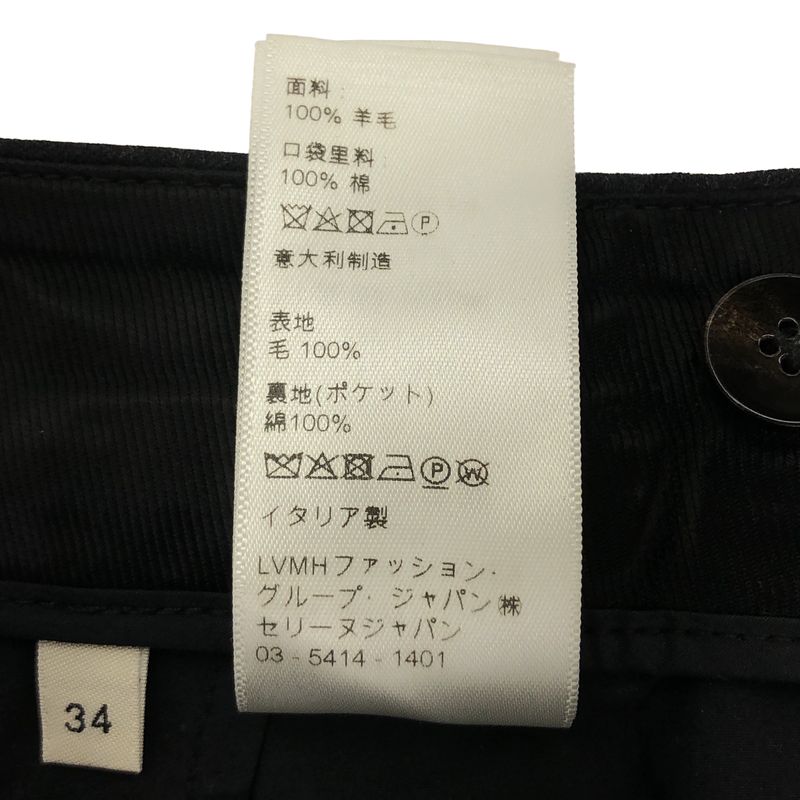 面料:
100% 羊毛
口袋里料:
100% 棉
P
意大利制造
表地
毛 100%
裏地(ポケット)
綿100%
P W
イタリア製
LVMHファッション・
グループ・ジャパン㈱
セリーヌジャパン
03 - 5414 - 1401
34